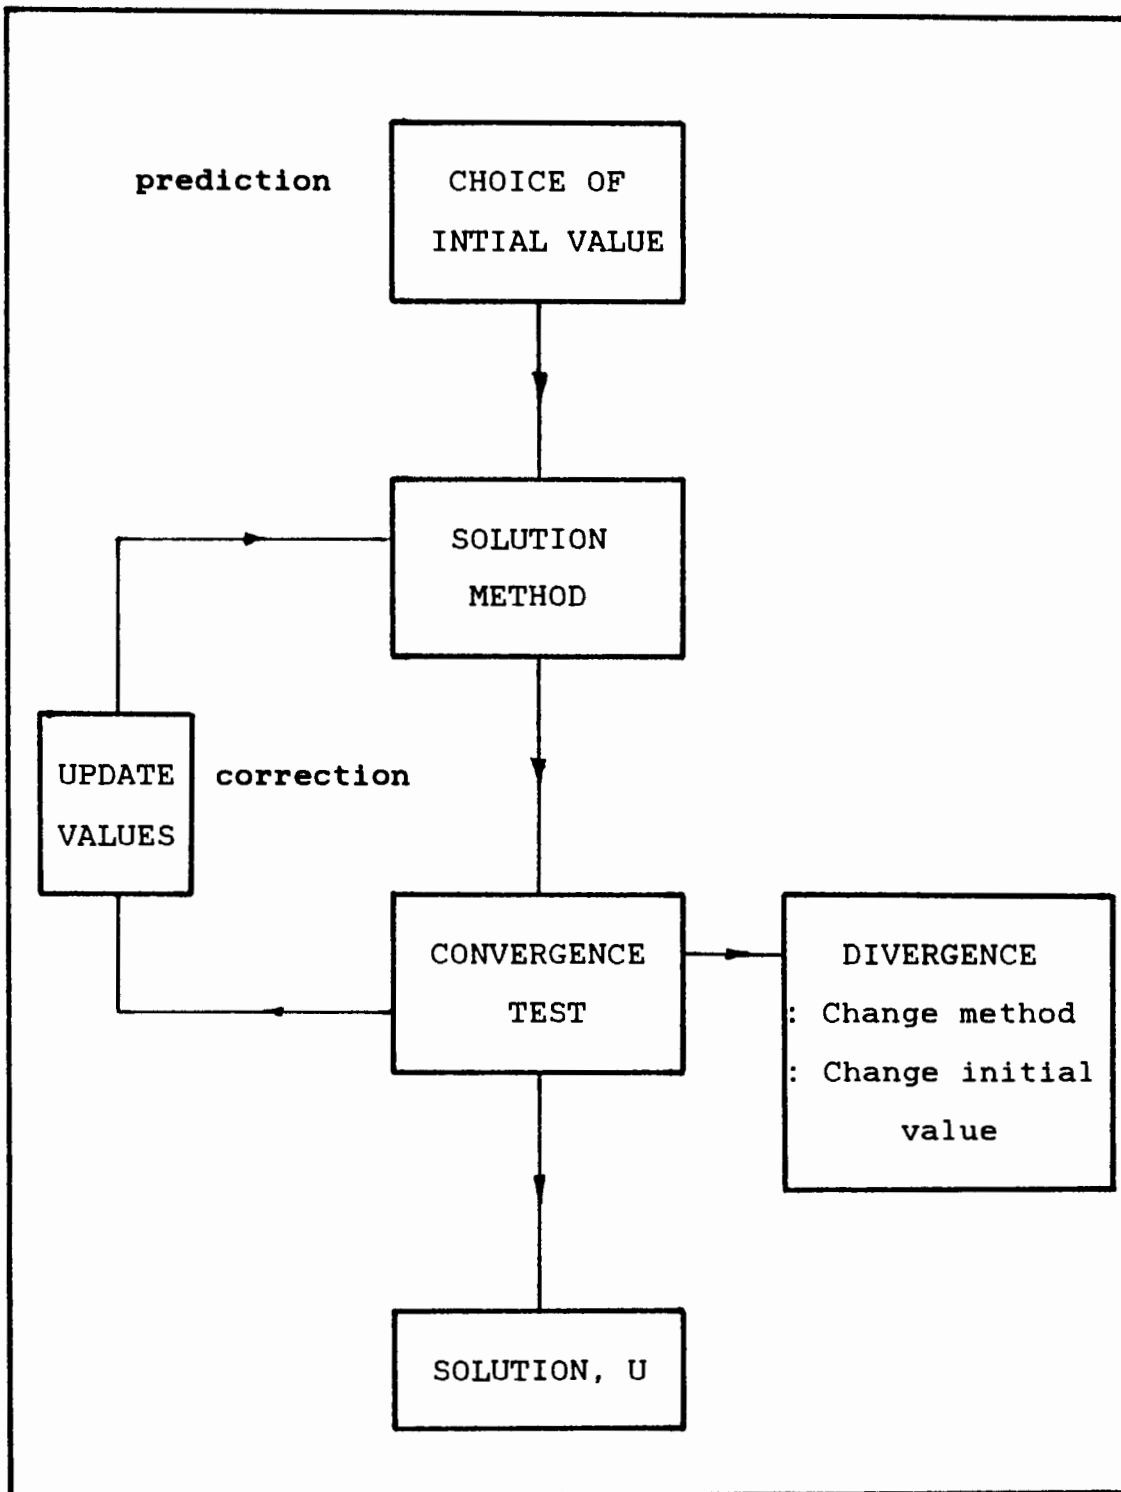 prediction
CHOICE OF
INTIAL VALUE
SOLUTION
METHOD
UPDATE
VALUES
correction
CONVERGENCE
TEST
DIVERGENCE
: Change method
: Change initial
value
SOLUTION, U